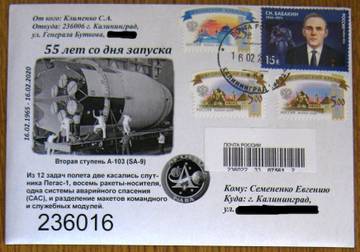 От кого: Клименко С.А.
Откуда: 236006 г. Калининград,
ул. Генерала Буткова,
55 лет со дня запуска
16.02.1965 - 16.02.2020
Вторая ступень А-103 (SA-9)
Из 12 задач полета две касались спут-
ника Пегас-1, восемь ракеты-носителя,
одна системы аварийного спасения
(САС), и разделение макетов командного
и служебных модулей.
236016
Г.Н. БАБАКИН
15
16 02
КАЛИНИНГРАД
ПОЧТА РОССИИ
Кому: Семененко Евгению
Куда: г. Калининград,
ул.